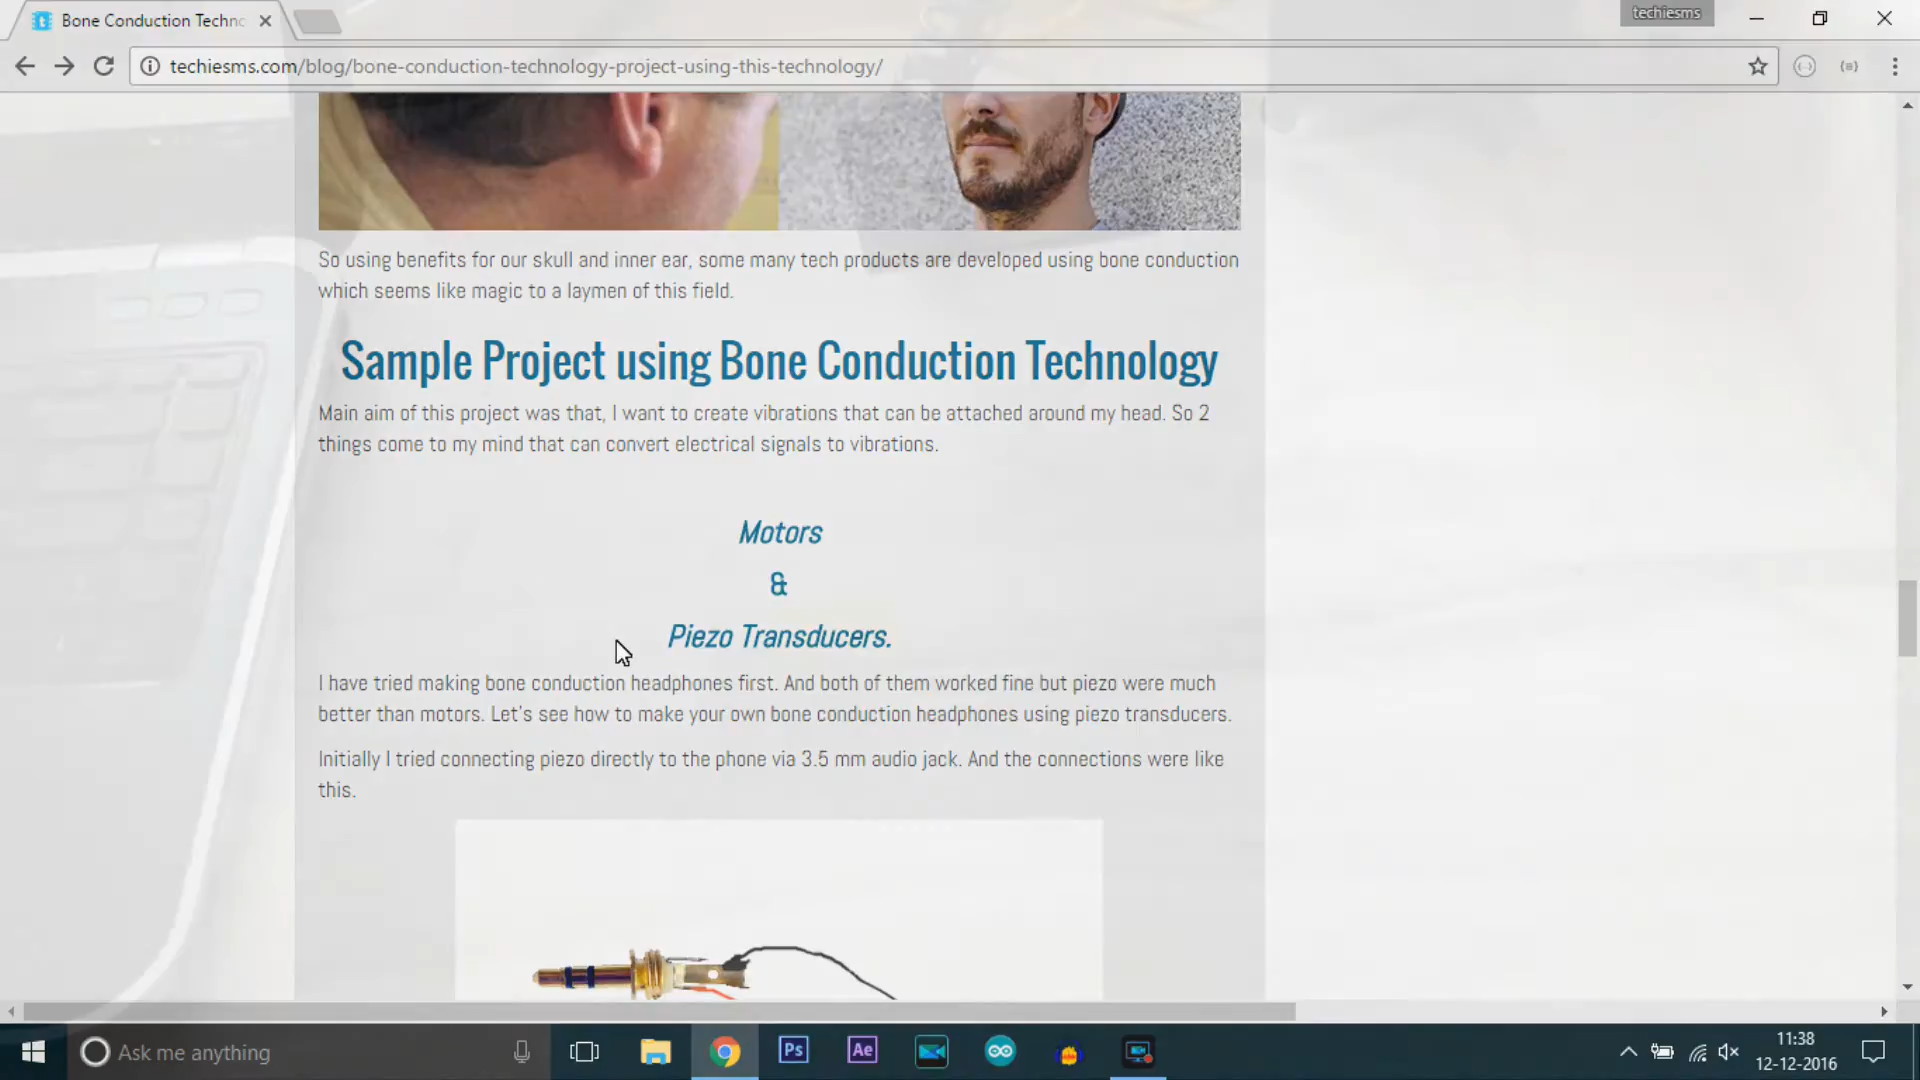 Bone Conduction Techno
techiesms
techiesms.com/blog/bone-conduction-technology-project-using-this-technology/
So using benefits for our skull and inner ear, some many tech products are developed using bone conduction
which seems like magic to a laymen of this field.
Sample Project using Bone Conduction Technology
Main aim of this project was that, I want to create vibrations that can be attached around my head. So 2
things come to my mind that can convert electrical signals to vibrations.
Motors
&
Piezo Transducers.
I have tried making bone conduction headphones first. And both of them worked fine but piezo were much
better than motors. Let's see how to make your own bone conduction headphones using piezo transducers.
Initially I tried connecting piezo directly to the phone via 3.5 mm audio jack. And the connections were like
this.
Ask me anything
Ps
Ae
11:38
12-12-2016